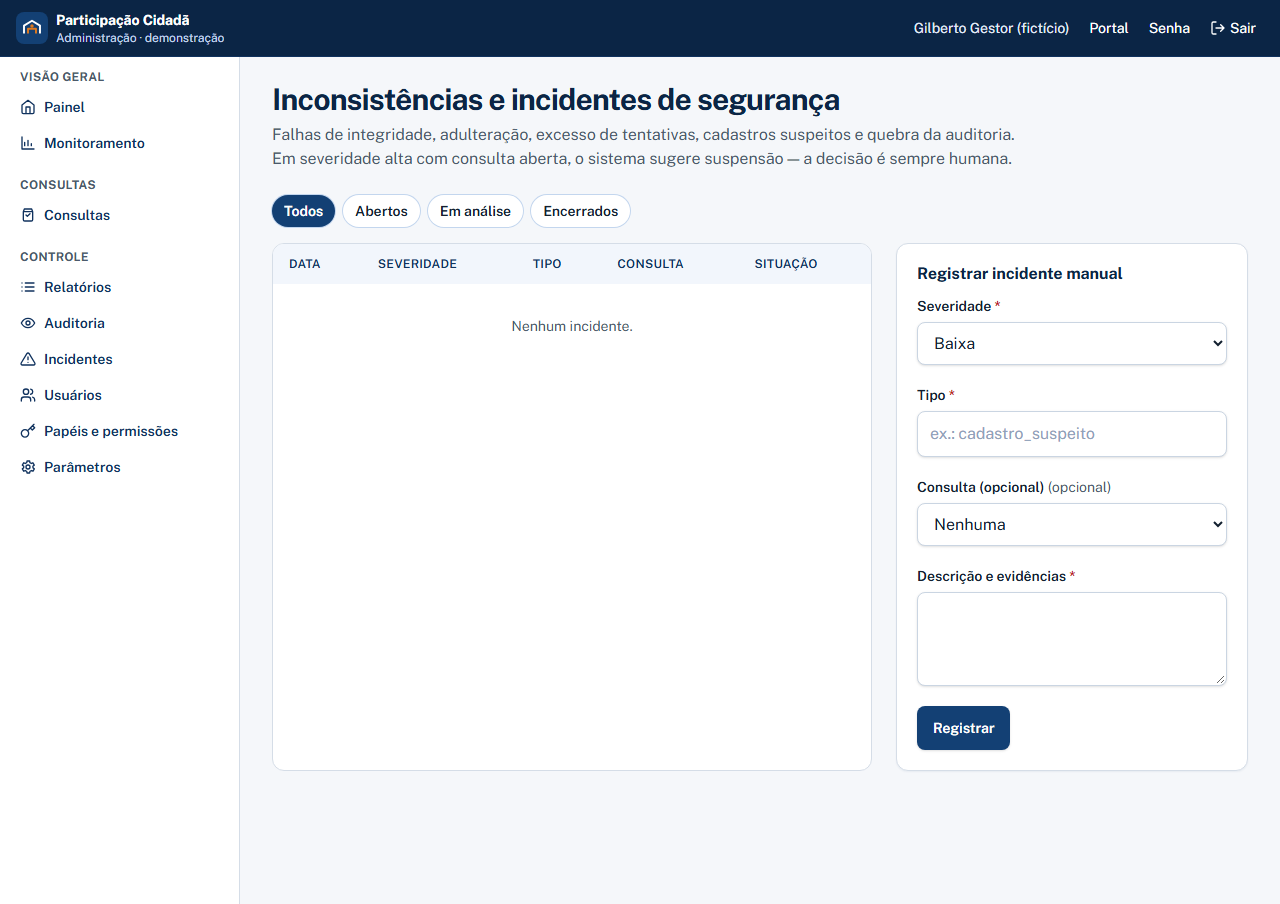 Participação Cidadã
Administração · demonstração
Gilberto Gestor (fictício)
Portal
Senha
Sair
VISÃO GERAL
Painel
Monitoramento
CONSULTAS
Consultas
CONTROLE
Relatórios
Auditoria
Incidentes
Usuários
Papéis e permissões
Parâmetros
Inconsistências e incidentes de segurança
Falhas de integridade, adulteração, excesso de tentativas, cadastros suspeitos e quebra da auditoria.
Em severidade alta com consulta aberta, o sistema sugere suspensão — a decisão é sempre humana.
Todos
Abertos
Em análise
Encerrados
DATA SEVERIDADE TIPO CONSULTA SITUAÇÃO
Nenhum incidente.
Registrar incidente manual
Severidade *
Baixa
Tipo *
ex.: cadastro_suspeito
Consulta (opcional) (opcional)
Nenhuma
Descrição e evidências *
Registrar